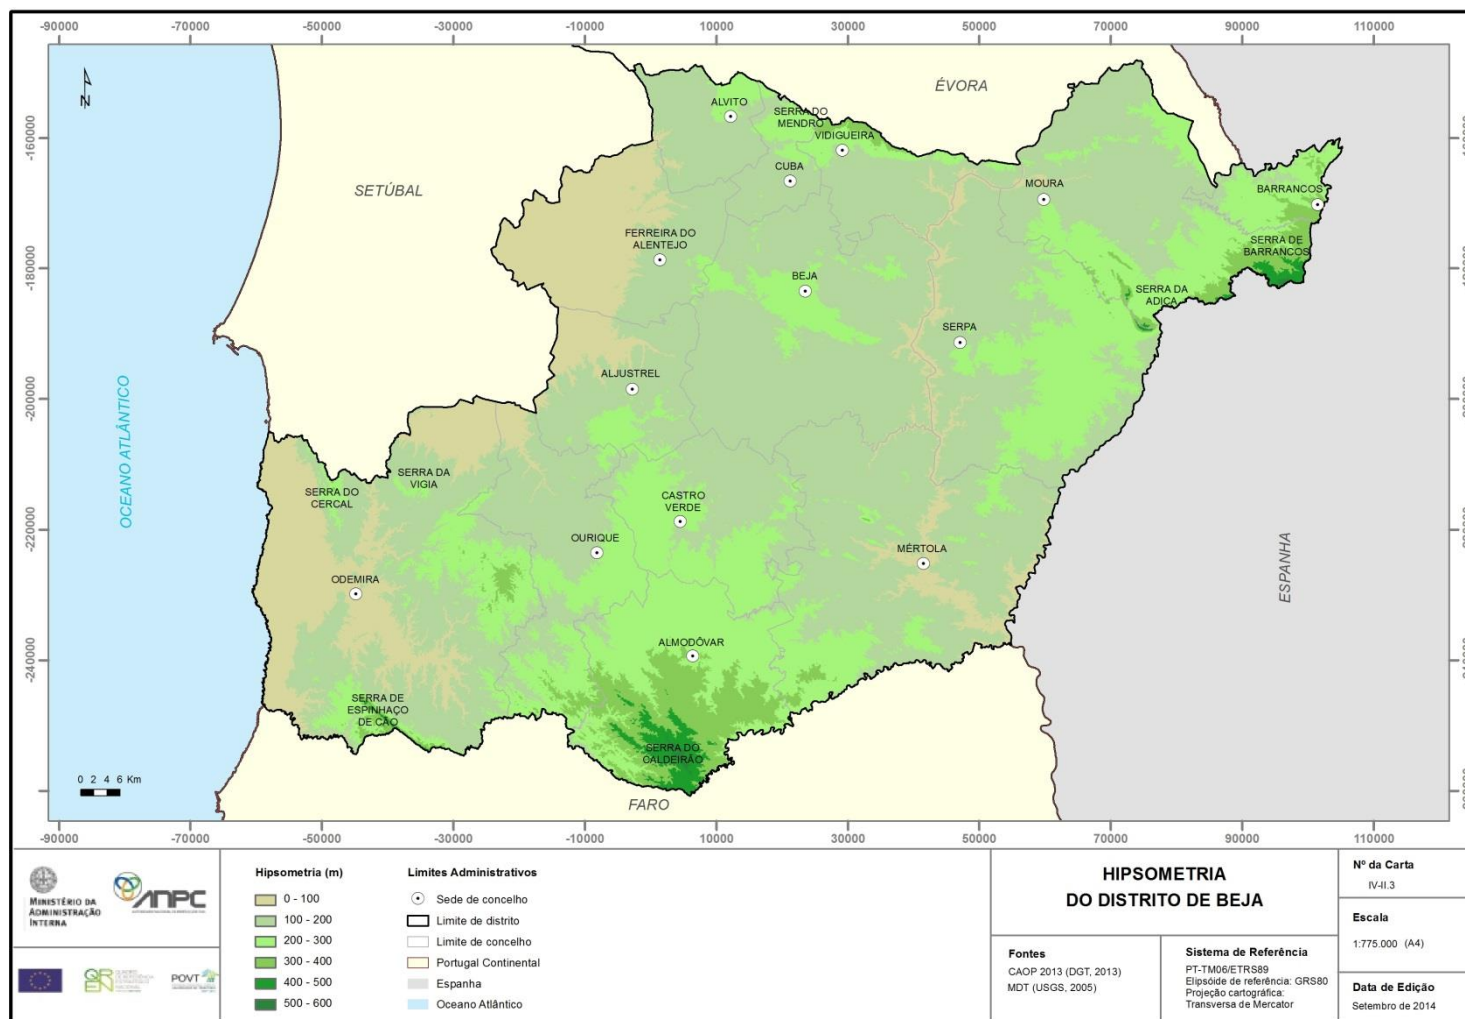 -90000 -70000 -50000 -30000 -10000 10000 30000 50000 70000 90000 110000
N
ÉVORA
ALVITO
SERRA DO
MENDRO
VIDIGUEIRA
-160000
-160000
CUBA
SETÚBAL
MOURA
BARRANCOS
FERREIRA DO
ALENTEJO
SERRA DE
BARRANCOS
-180000
-180000
BEJA
SERRA DA
ADIÇA
SERPA
ALJUSTREL
-200000
-200000
OCEANO ATLÂNTICO
SERRA DA
VIGIA
SERRA DO
CERCAL
CASTRO
VERDE
-220000
-220000
OURIQUE
MÉRTOLA
ESPANHA
ODEMIRA
ALMODÔVAR
-240000
-240000
SERRA DE
ESPINHAÇO
DE CÃO
SERRA DO
CALDEIRÃO
0 2 4 6 Km
FARO
-90000 -70000 -50000 -30000 -10000 10000 30000 50000 70000 90000 110000
MINISTÉRIO DA
ADMINISTRAÇÃO
INTERNA
ANPC
QREN
POVT
Hipsometria (m)
0 - 100
100 - 200
200 - 300
300 - 400
400 - 500
500 - 600
Limites Administrativos
Sede de concelho
Limite de distrito
Limite de concelho
Portugal Continental
Espanha
Oceano Atlântico
HIPSOMETRIA
DO DISTRITO DE BEJA
Fontes
CAOP 2013 (DGT, 2013)
MDT (USGS, 2005)
Sistema de Referência
PT-TM06/ETRS89
Elipsóide de referência: GRS80
Projeção cartográfica:
Transversa de Mercator
Nº da Carta
IV-II.3
Escala
1:775.000 (A4)
Data de Edição
Setembro de 2014